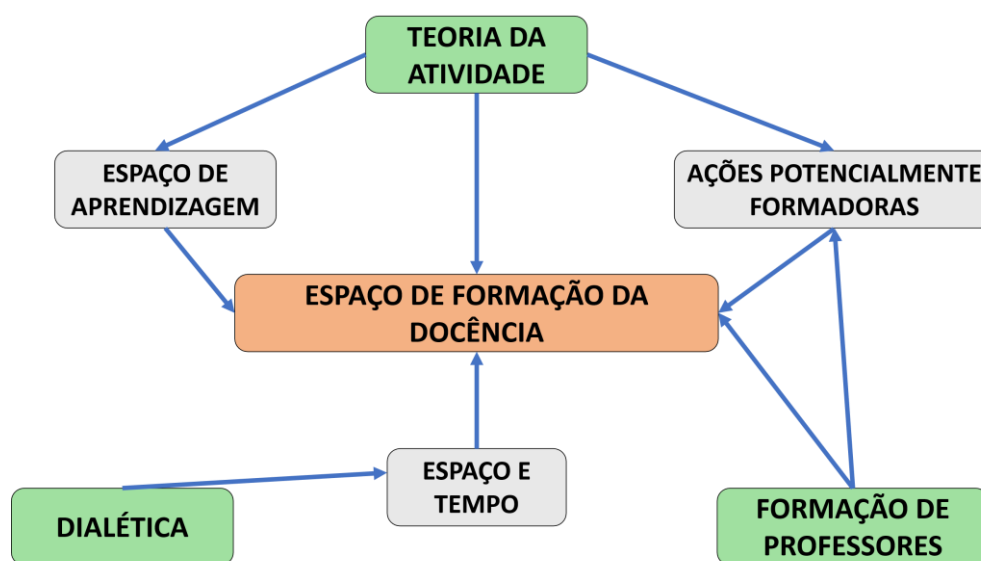 TEORIA DA
ATIVIDADE
ESPAÇO DE
APRENDIZAGEM
AÇÕES POTENCIALMENTE
FORMADORAS
ESPAÇO DE FORMAÇÃO DA
DOCÊNCIA
ESPAÇO E
TEMPO
DIALÉTICA
FORMAÇÃO DE
PROFESSORES